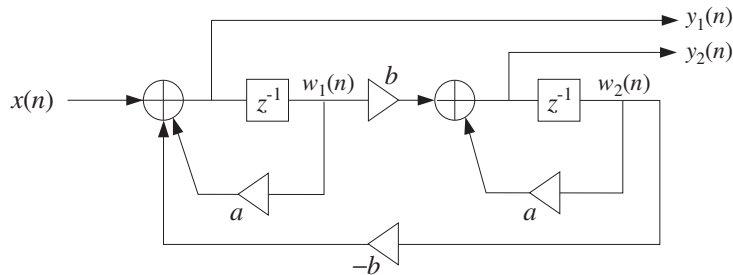 y₁(n)
y₂(n)
x(n)
z⁻¹
w₁(n)
b
z⁻¹
w₂(n)
a
a
−b